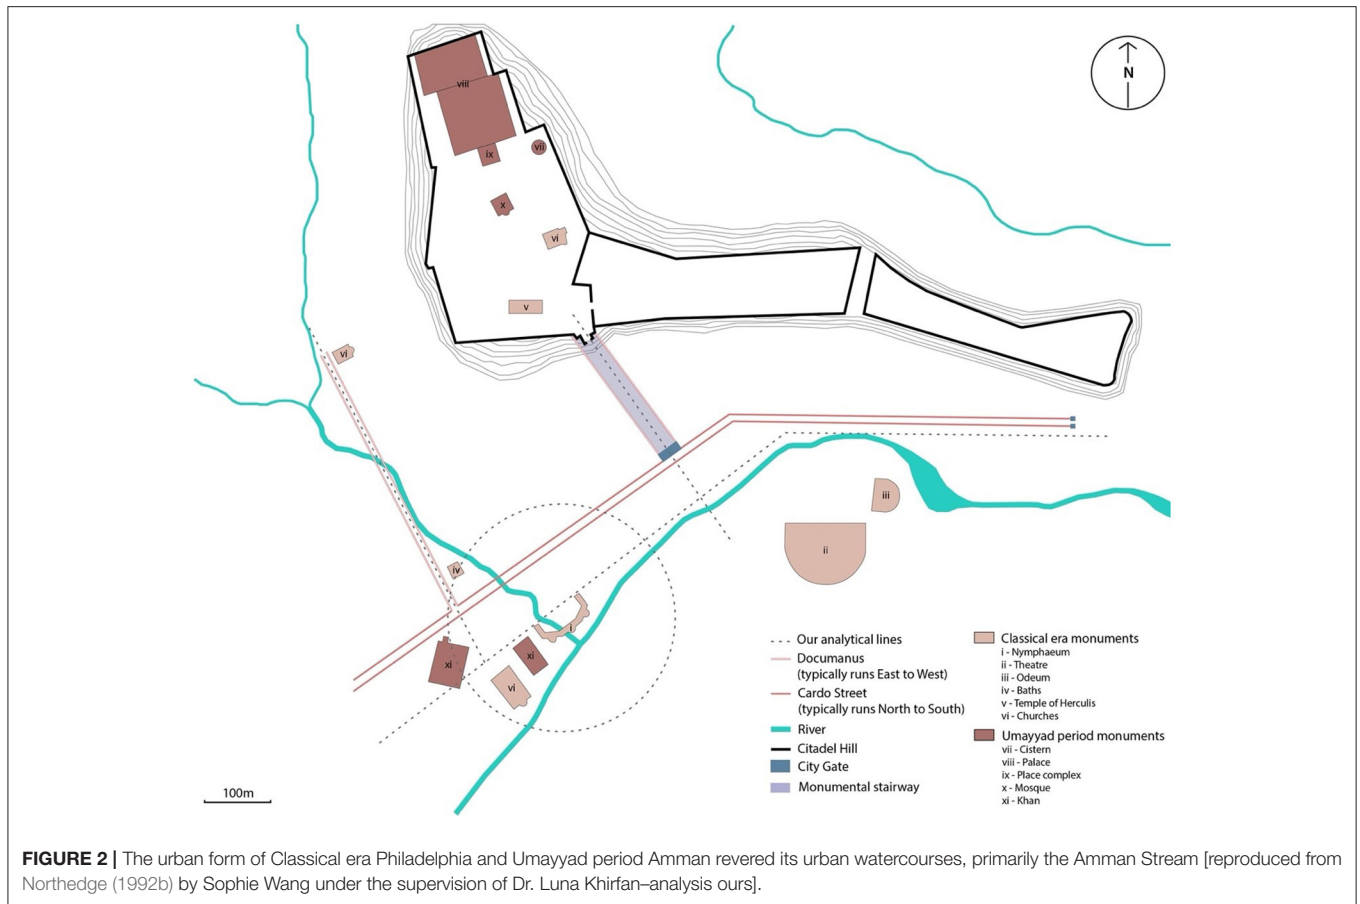 N
viii
ix
vii
x
vi
v
vi
iii
ii
iv
i
xi
xi
vi
Our analytical lines
Documanus
(typically runs East to West)
Cardo Street
(typically runs North to South)
River
Citadel Hill
City Gate
Monumental stairway
Classical era monuments
i - Nymphaeum
ii - Theatre
iii - Odeum
iv - Baths
v - Temple of Herculis
vi - Churches
Umayyad period monuments
vii - Cistern
viii - Palace
ix - Place complex
x - Mosque
xi - Khan
100m
FIGURE 2 | The urban form of Classical era Philadelphia and Umayyad period Amman revered its urban watercourses, primarily the Amman Stream [reproduced from
Northedge (1992b) by Sophie Wang under the supervision of Dr. Luna Khirfan–analysis ours].